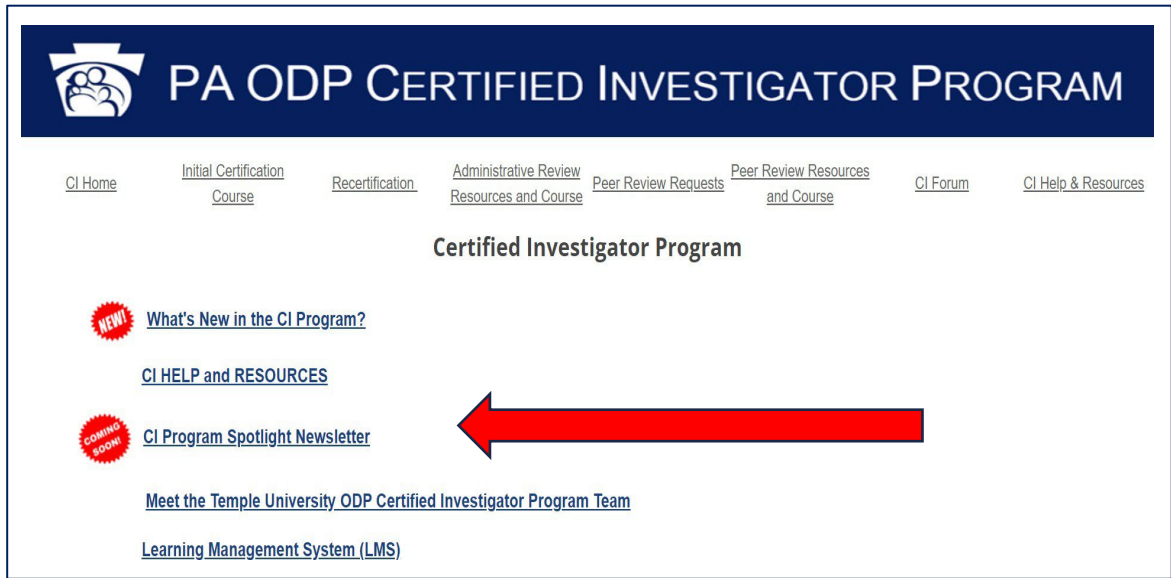 PA ODP CERTIFIED INVESTIGATOR PROGRAM
CI Home
Initial Certification
Course
Recertification
Administrative Review
Resources and Course
Peer Review Requests
Peer Review Resources
and Course
CI Forum
CI Help & Resources
Certified Investigator Program
NEW!
What's New in the CI Program?
CI HELP and RESOURCES
COMING
SOON!
CI Program Spotlight Newsletter
Meet the Temple University ODP Certified Investigator Program Team
Learning Management System (LMS)